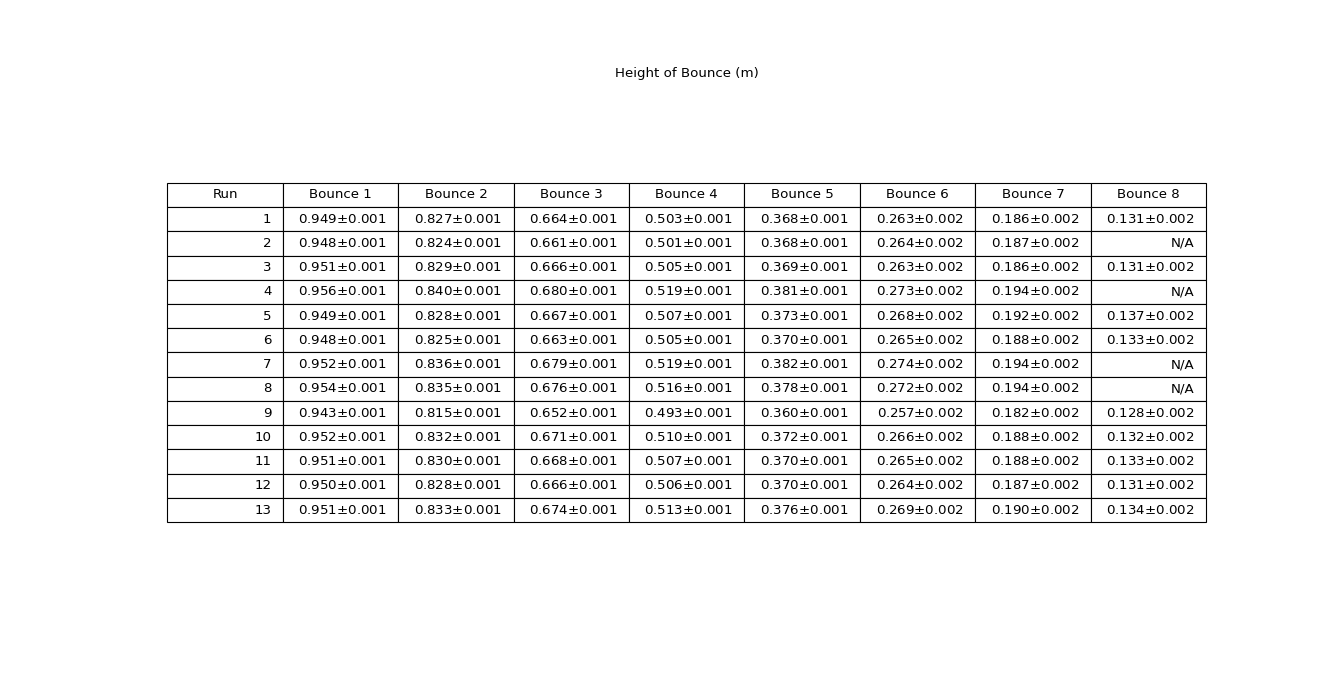 Height of Bounce (m)
Run Bounce 1 Bounce 2 Bounce 3 Bounce 4 Bounce 5 Bounce 6 Bounce 7 Bounce 8
1 0.949±0.001 0.827±0.001 0.664±0.001 0.503±0.001 0.368±0.001 0.263±0.002 0.186±0.002 0.131±0.002
2 0.948±0.001 0.824±0.001 0.661±0.001 0.501±0.001 0.368±0.001 0.264±0.002 0.187±0.002 N/A
3 0.951±0.001 0.829±0.001 0.666±0.001 0.505±0.001 0.369±0.001 0.263±0.002 0.186±0.002 0.131±0.002
4 0.956±0.001 0.840±0.001 0.680±0.001 0.519±0.001 0.381±0.001 0.273±0.002 0.194±0.002 N/A
5 0.949±0.001 0.828±0.001 0.667±0.001 0.507±0.001 0.373±0.001 0.268±0.002 0.192±0.002 0.137±0.002
6 0.948±0.001 0.825±0.001 0.663±0.001 0.505±0.001 0.370±0.001 0.265±0.002 0.188±0.002 0.133±0.002
7 0.952±0.001 0.836±0.001 0.679±0.001 0.519±0.001 0.382±0.001 0.274±0.002 0.194±0.002 N/A
8 0.954±0.001 0.835±0.001 0.676±0.001 0.516±0.001 0.378±0.001 0.272±0.002 0.194±0.002 N/A
9 0.943±0.001 0.815±0.001 0.652±0.001 0.493±0.001 0.360±0.001 0.257±0.002 0.182±0.002 0.128±0.002
10 0.952±0.001 0.832±0.001 0.671±0.001 0.510±0.001 0.372±0.001 0.266±0.002 0.188±0.002 0.132±0.002
11 0.951±0.001 0.830±0.001 0.668±0.001 0.507±0.001 0.370±0.001 0.265±0.002 0.188±0.002 0.133±0.002
12 0.950±0.001 0.828±0.001 0.666±0.001 0.506±0.001 0.370±0.001 0.264±0.002 0.187±0.002 0.131±0.002
13 0.951±0.001 0.833±0.001 0.674±0.001 0.513±0.001 0.376±0.001 0.269±0.002 0.190±0.002 0.134±0.002